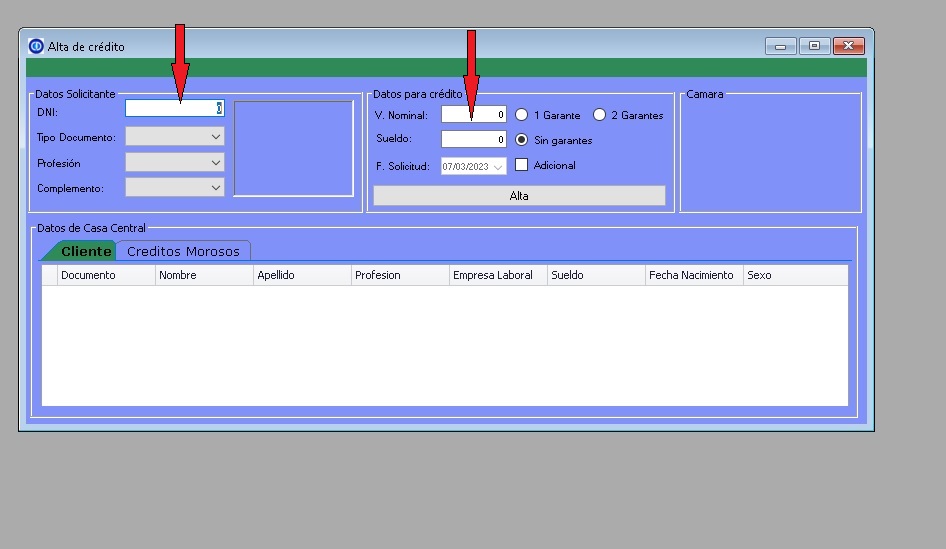 Alta de crédito
Datos Solicitante
DNI: 0
Tipo Documento:
Profesión
Complemento:
Datos para crédito
V. Nominal: 0 1 Garante 2 Garantes
Sueldo: 0 Sin garantes
F. Solicitud: 07/03/2023 Adicional
Alta
Camara
Datos de Casa Central
Cliente Creditos Morosos
Documento Nombre Apellido Profesion Empresa Laboral Sueldo Fecha Nacimiento Sexo